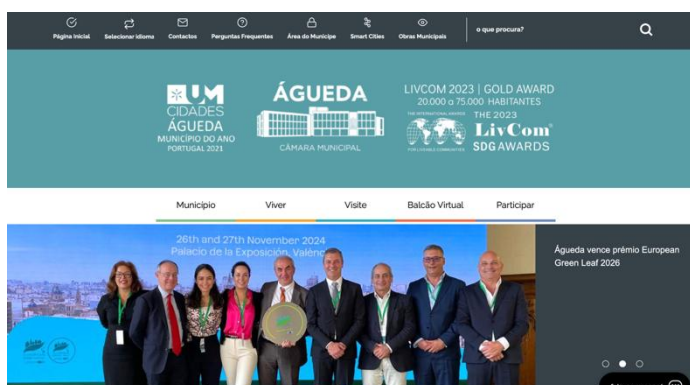 Página Inicial
Selecionar idioma
Contactos
Perguntas Frequentes
Área do Munícipe
Smart Cities
Obras Municipais
o que procura?
UM
CIDADES
ÁGUEDA
MUNICÍPIO DO ANO
PORTUGAL 2021
ÁGUEDA
CÂMARA MUNICIPAL
LIVCOM 2023 | GOLD AWARD
20.000 a 75.000 HABITANTES
THE INTERNATIONAL AWARDS
FOR LIVEABLE COMMUNITIES
THE 2023
LivCom
SDG AWARDS
Município
Viver
Visite
Balcão Virtual
Participar
26th and 27th November 2024
Palacio de la Exposición, Valènc
Águeda vence prémio European
Green Leaf 2026